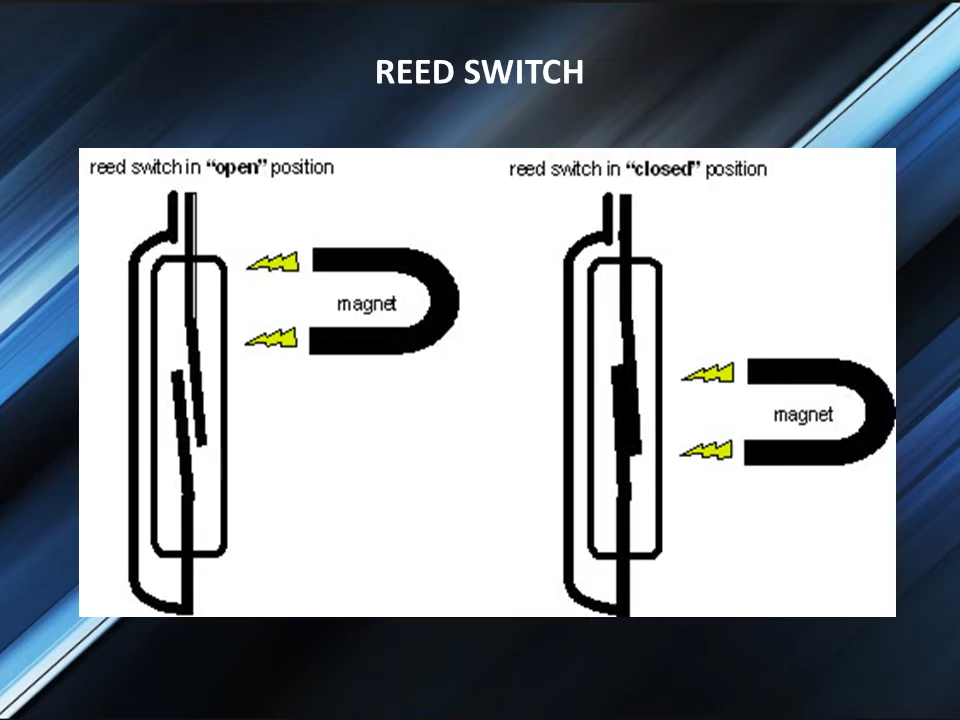 REED SWITCH
reed switch in “open” position
reed switch in “closed” position
magnet
magnet